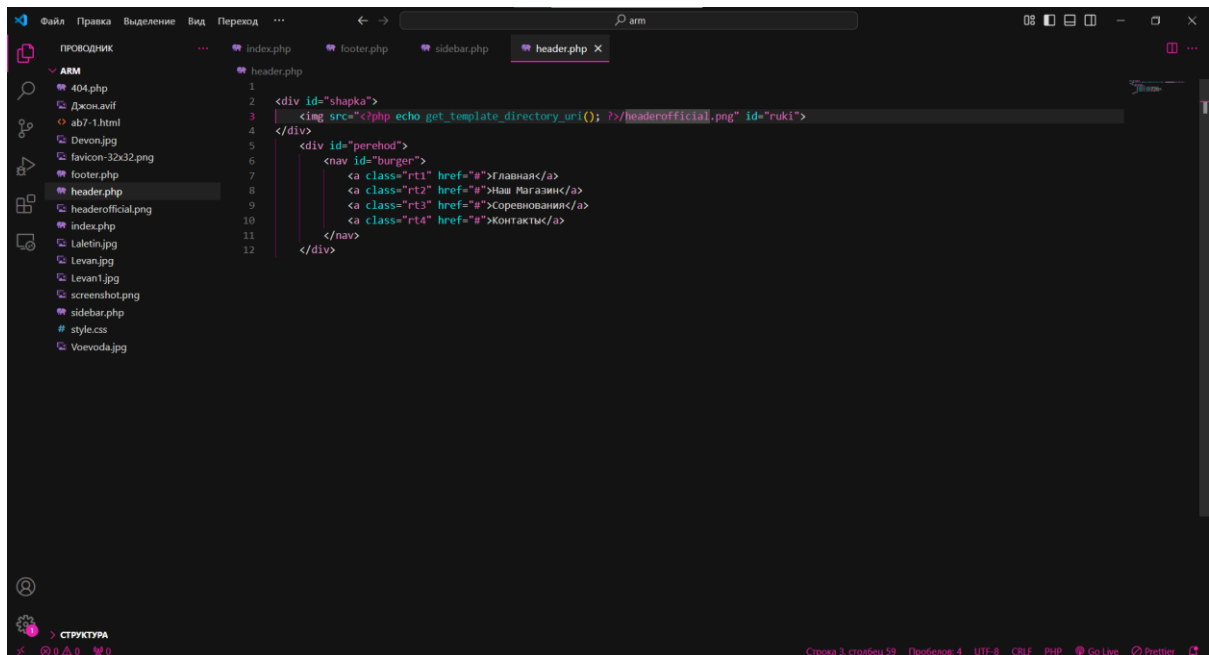 Файл Правка Выделение Вид Переход ··· ← → arm
ПРОВОДНИК ···
ARM
404.php
Джон.avif
ab7-1.html
Devon.jpg
favicon-32x32.png
footer.php
header.php
headerofficial.png
index.php
Laletin.jpg
Levan.jpg
Levan1.jpg
screenshot.png
sidebar.php
style.css
Voevoda.jpg
СТРУКТУРА
index.php footer.php sidebar.php header.php
header.php
1
2 <div id="shapka">
3 <img src="<?php echo get_template_directory_uri(); ?>/headerofficial.png" id="ruki">
4 </div>
5 <div id="perehod">
6 <nav id="burger">
7 <a class="rt1" href="#">Главная</a>
8 <a class="rt2" href="#">Наш Магазин</a>
9 <a class="rt3" href="#">Соревнования</a>
10 <a class="rt4" href="#">Контакты</a>
11 </nav>
12 </div>
1
0 0 0 Строка 3, столбец 59 Пробелов: 4 UTF-8 CRLF PHP Go Live Prettier